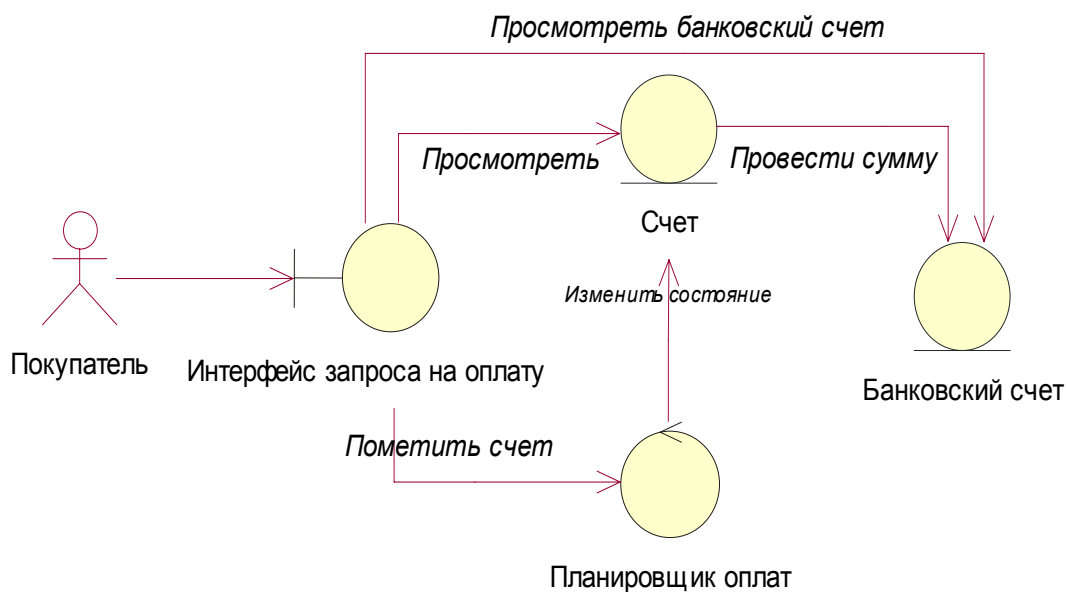 Просмотреть банковский счет
Просмотреть
Провести сумму
Счет
Изменить состояние
Покупатель
Интерфейс запроса на оплату
Банковский счет
Пометить счет
Планировщик оплат